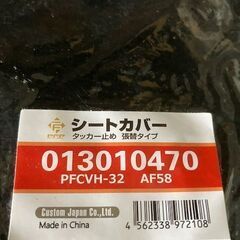 シートカバー
タッカー止め 張替タイプ
013010470
PFCVH-32 AF58
Custom Japan Co.,Ltd.
Made in China
4 562338 972108